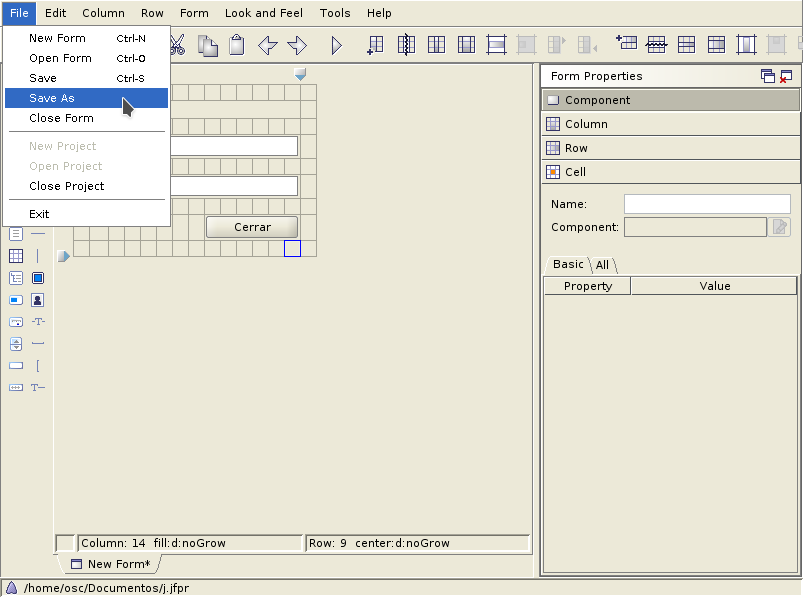 File Edit Column Row Form Look and Feel Tools Help
New Form Ctrl-N
Open Form Ctrl-O
Save Ctrl-S
Save As
Close Form
New Project
Open Project
Close Project
Exit
Cerrar
Form Properties
Component
Column
Row
Cell
Name:
Component:
Basic All
Property Value
Column: 14 fill:d:noGrow Row: 9 center:d:noGrow
New Form*
/home/osc/Documentos/j.jfpr